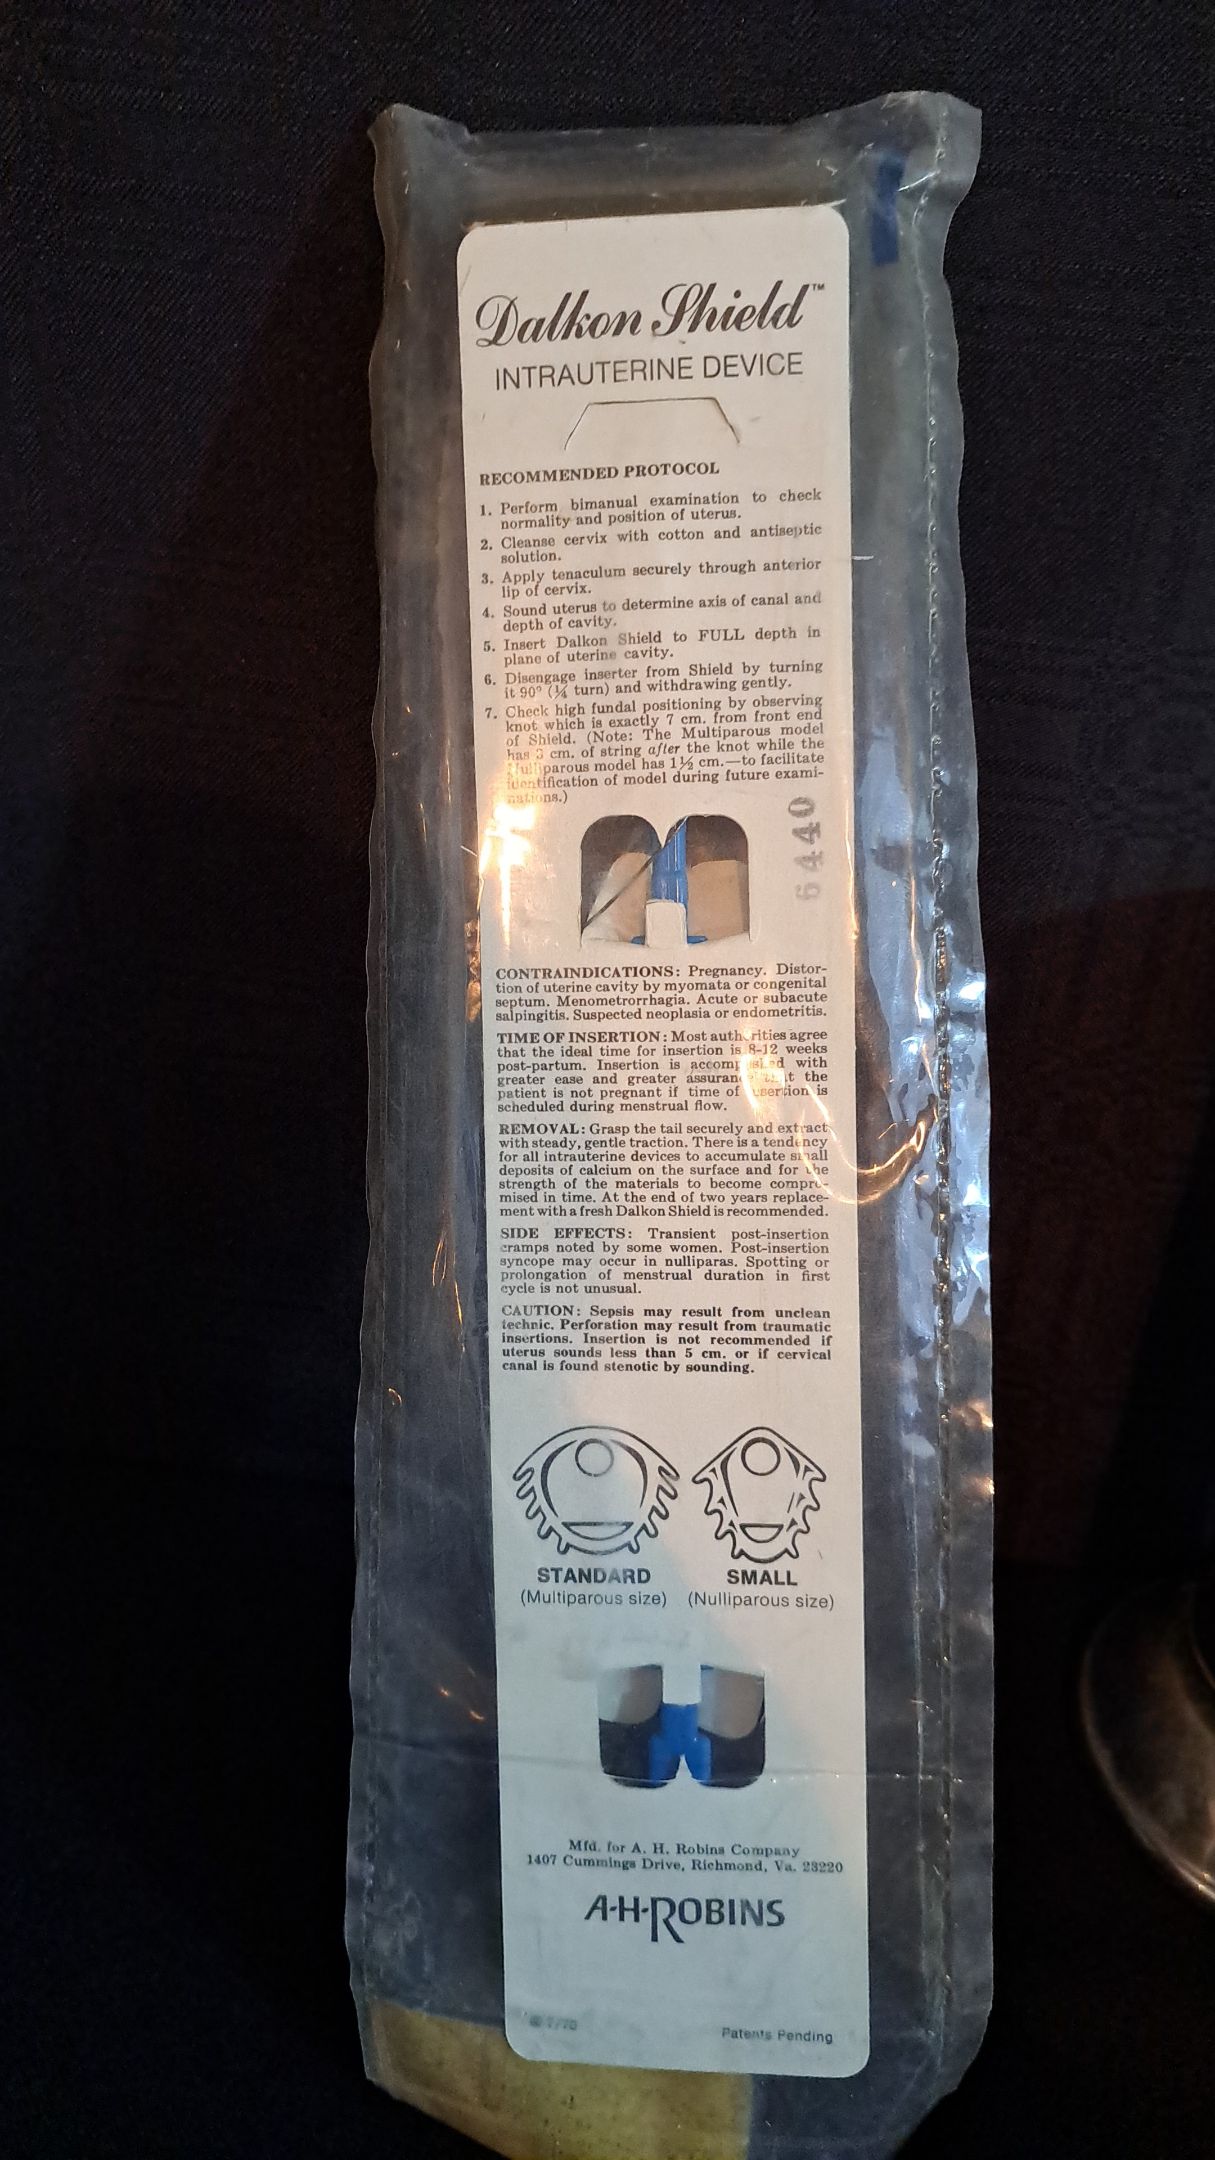 Dalkon Shield™
INTRAUTERINE DEVICE
RECOMMENDED PROTOCOL
1. Perform bimanual examination to check
normality and position of uterus.
2. Cleanse cervix with cotton and antiseptic
solution.
3. Apply tenaculum securely through anterior
lip of cervix.
4. Sound uterus to determine axis of canal and
depth of cavity.
5. Insert Dalkon Shield to FULL depth in
plane of uterine cavity.
6. Disengage inserter from Shield by turning
it 90° (¼ turn) and withdrawing gently.
7. Check high fundal positioning by observing
knot which is exactly 7 cm. from front end
of Shield. (Note: The Multiparous model
has 3 cm. of string after the knot while the
Nulliparous model has 1½ cm.—to facilitate
identification of model during future exami-
nations.)
6440
CONTRAINDICATIONS: Pregnancy. Distor-
tion of uterine cavity by myomata or congenital
septum. Menometrorrhagia. Acute or subacute
salpingitis. Suspected neoplasia or endometritis.
TIME OF INSERTION: Most authorities agree
that the ideal time for insertion is 8-12 weeks
post-partum. Insertion is accomplished with
greater ease and greater assurance that the
patient is not pregnant if time of insertion is
scheduled during menstrual flow.
REMOVAL: Grasp the tail securely and extract
with steady, gentle traction. There is a tendency
for all intrauterine devices to accumulate small
deposits of calcium on the surface and for the
strength of the materials to become compro-
mised in time. At the end of two years replace-
ment with a fresh Dalkon Shield is recommended.
SIDE EFFECTS: Transient post-insertion
cramps noted by some women. Post-insertion
syncope may occur in nulliparas. Spotting or
prolongation of menstrual duration in first
cycle is not unusual.
CAUTION: Sepsis may result from unclean
technic. Perforation may result from traumatic
insertions. Insertion is not recommended if
uterus sounds less than 5 cm. or if cervical
canal is found stenotic by sounding.
STANDARD SMALL
(Multiparous size) (Nulliparous size)
Mfd. for A. H. Robins Company
1407 Cummings Drive, Richmond, Va. 23220
A-H-ROBINS
Patents Pending